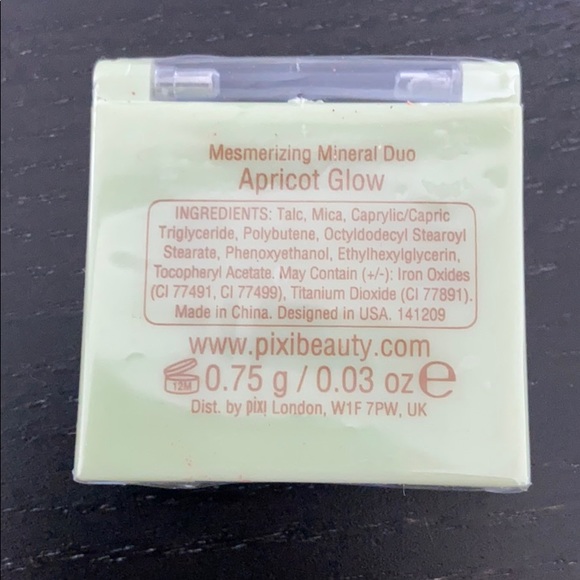 Mesmerizing Mineral Duo
Apricot Glow
INGREDIENTS: Talc, Mica, Caprylic/Capric
Triglyceride, Polybutene, Octyldodecyl Stearoyl
Stearate, Phenoxyethanol, Ethylhexylglycerin,
Tocopheryl Acetate. May Contain (+/-): Iron Oxides
(CI 77491, CI 77499), Titanium Dioxide (CI 77891).
Made in China. Designed in USA. 141209
www.pixibeauty.com
12M 0.75 g / 0.03 oz ℮
Dist. by pixi London, W1F 7PW, UK